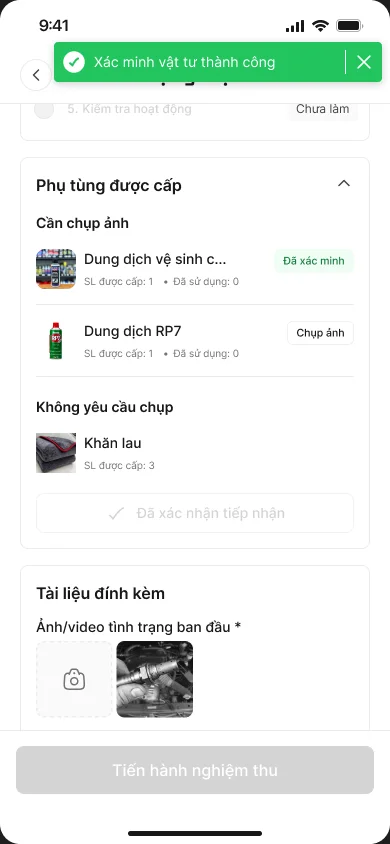 9:41
Xác minh vật tư thành công
5. Kiểm tra hoạt động
Chưa làm
Phụ tùng được cấp
Cần chụp ảnh
Dung dịch vệ sinh c...
Đã xác minh
SL được cấp: 1 • Đã sử dụng: 0
Dung dịch RP7
Chụp ảnh
SL được cấp: 1 • Đã sử dụng: 0
Không yêu cầu chụp
Khăn lau
SL được cấp: 3
Đã xác nhận tiếp nhận
Tài liệu đính kèm
Ảnh/video tình trạng ban đầu *
Tiến hành nghiệm thu